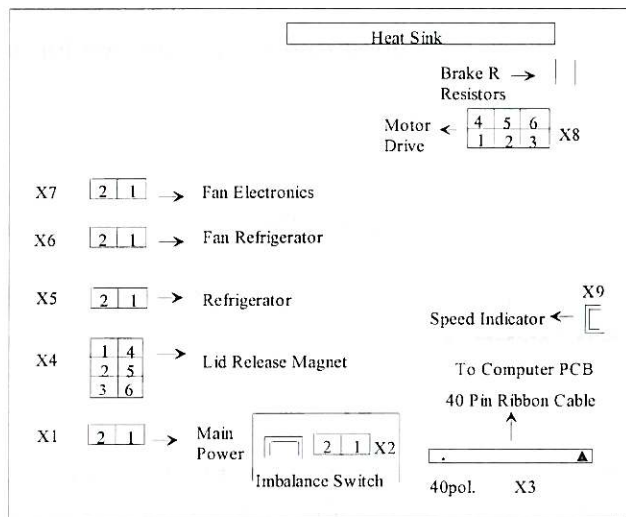 Heat Sink
Brake R
Resistors
Motor
Drive
4 5 6
1 2 3
X8
X7 2 1 Fan Electronics
X6 2 1 Fan Refrigerator
X5 2 1 Refrigerator
X9
Speed Indicator
X4
1 4
2 5
3 6
Lid Release Magnet
To Computer PCB
40 Pin Ribbon Cable
X1 2 1 Main
Power
2 1 X2
Imbalance Switch
40pol. X3